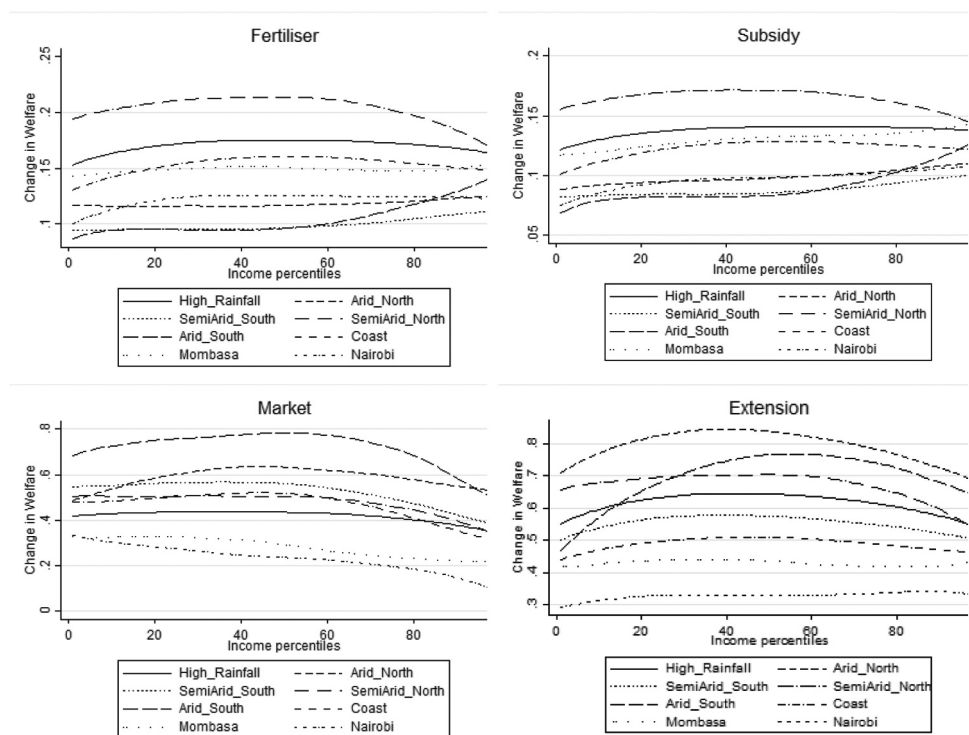 Fertiliser
Change in Welfare
.25
.2
.15
.1
0 20 40 60 80
Income percentiles
High_Rainfall Arid_North
SemiArid_South SemiArid_North
Arid_South Coast
Mombasa Nairobi
Subsidy
Change in Welfare
.2
.15
.1
.05
0 20 40 60 80
Income percentiles
High_Rainfall Arid_North
SemiArid_South SemiArid_North
Arid_South Coast
Mombasa Nairobi
Market
Change in Welfare
.8
.6
.4
.2
0
0 20 40 60 80
Income percentiles
High_Rainfall Arid_North
SemiArid_South SemiArid_North
Arid_South Coast
Mombasa Nairobi
Extension
Change in Welfare
.8
.7
.6
.5
.4
.3
0 20 40 60 80
Income percentiles
High_Rainfall Arid_North
SemiArid_South SemiArid_North
Arid_South Coast
Mombasa Nairobi